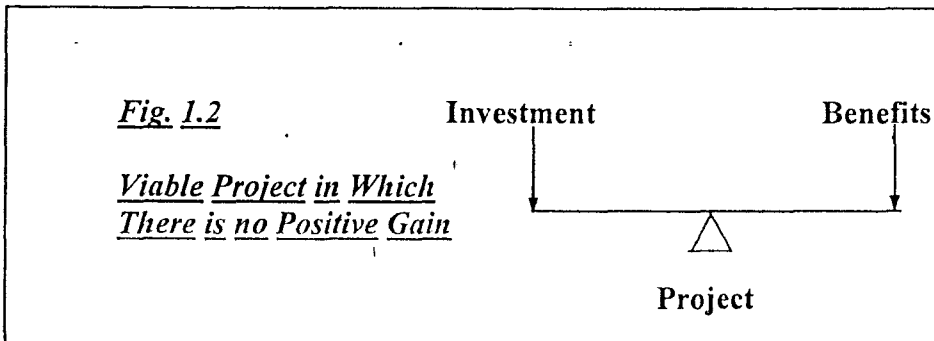 Fig. 1.2
Investment
Benefits
Viable Project in Which
There is no Positive Gain
Project